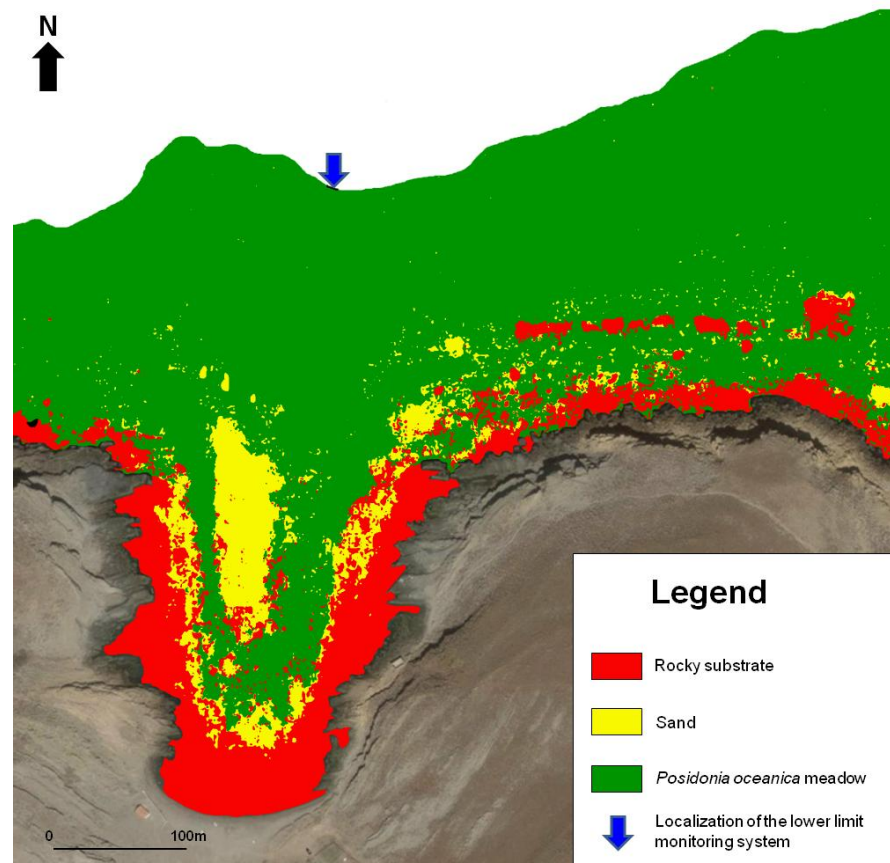 N
Legend
Rocky substrate
Sand
Posidonia oceanica meadow
Localization of the lower limit
monitoring system
0 100m